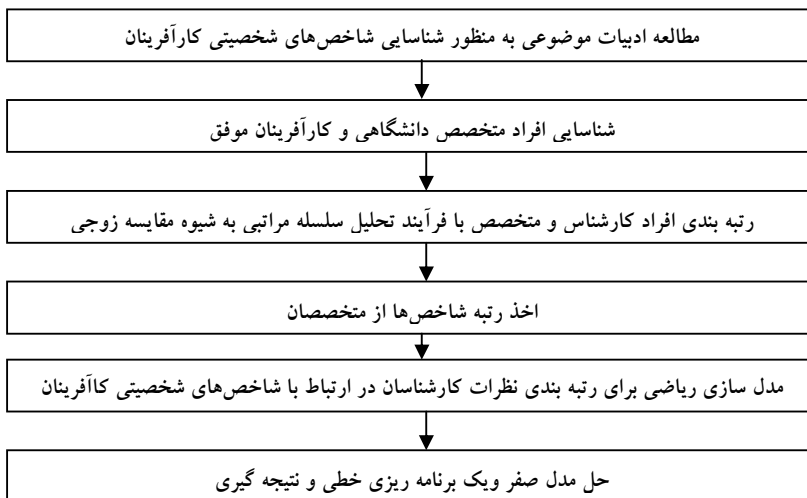 مطالعه ادبیات موضوعی به منظور شناسایی شاخص‌های شخصیتی کارآفرینان
شناسایی افراد متخصص دانشگاهی و کارآفرینان موفق
رتبه بندی افراد کارشناس و متخصص با فرآیند تحلیل سلسله مراتبی به شیوه مقایسه زوجی
اخذ رتبه شاخص‌ها از متخصصان
مدل سازی ریاضی برای رتبه بندی نظرات کارشناسان در ارتباط با شاخص‌های شخصیتی کاآفرینان
حل مدل صفر ویک برنامه ریزی خطی و نتیجه گیری